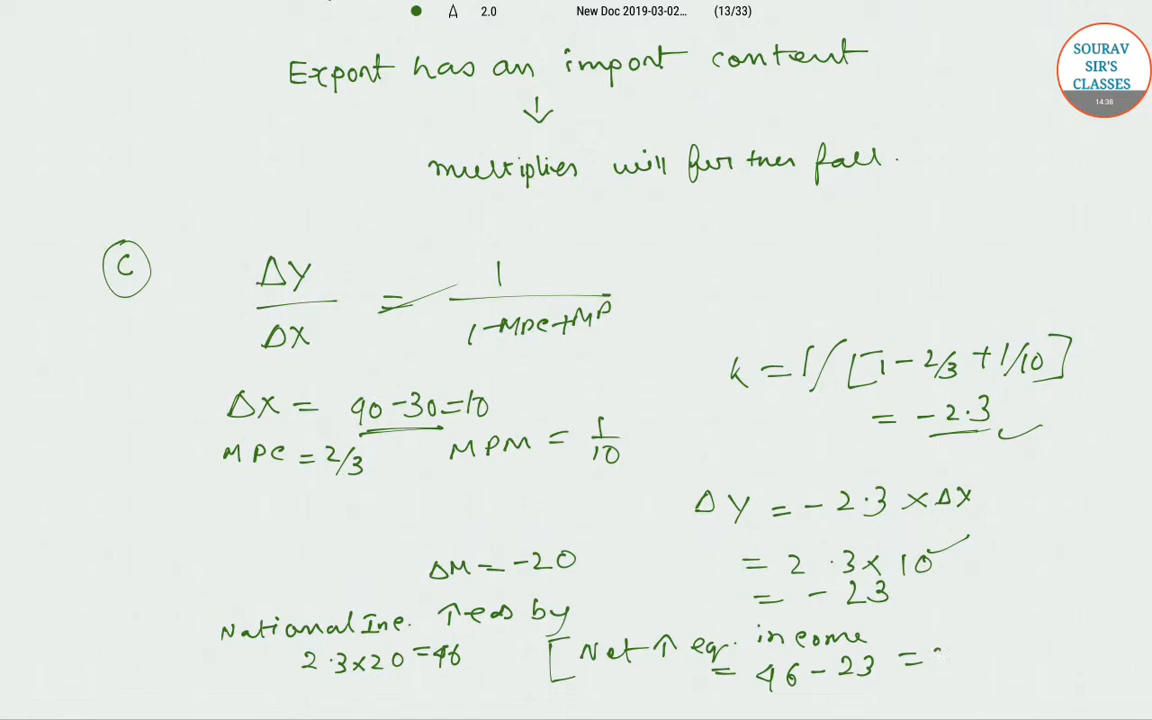 2.0 New Doc 2019-03-02... (13/33)
SOURAV
SIR'S
CLASSES
14:38
Export has an import content
↓
multiplier will further fall.
C
ΔY/ΔX = 1/(1-MPC+MP
ΔX = 90-30=10
MPC = 2/3 MPM = 1/10
k = 1/[1 - 2/3 + 1/10]
= -2.3
ΔY = -2.3 × ΔX
= 2.3 × 10
= -23
ΔM = -20
National Inc. ↑es by
2.3×20=46
[Net ↑ eq. income
= 46-23 =